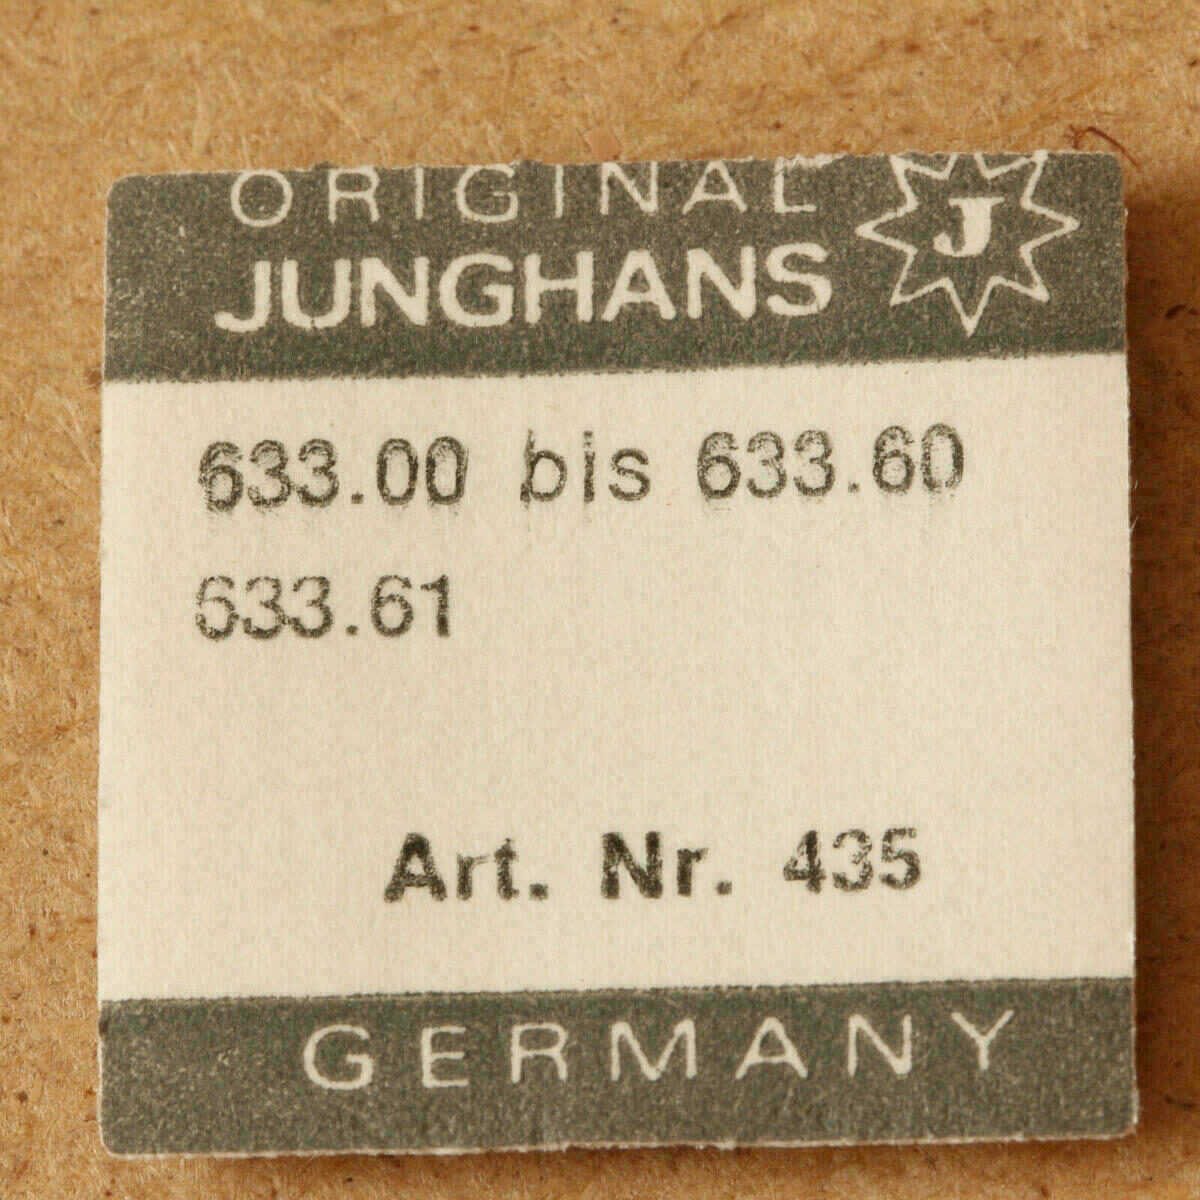 ORIGINAL
JUNGHANS
J
633.00 bis 633.60
633.61
Art. Nr. 435
GERMANY